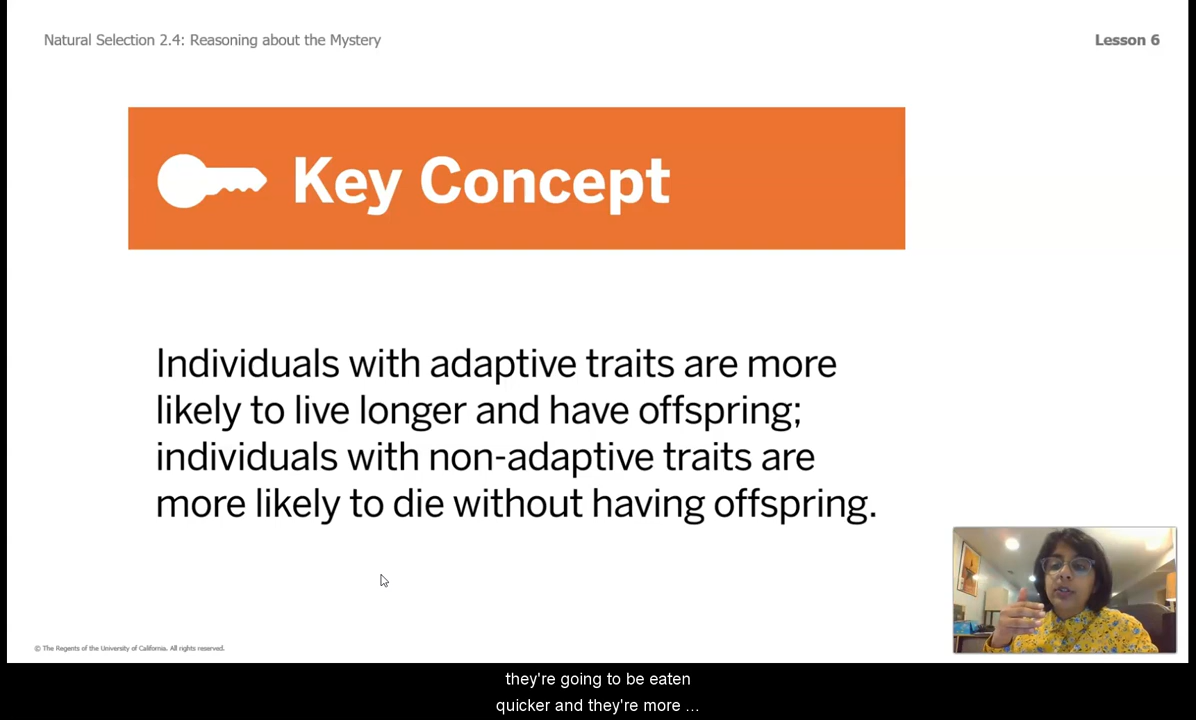 Natural Selection 2.4: Reasoning about the Mystery
Lesson 6
Key Concept
Individuals with adaptive traits are more
likely to live longer and have offspring;
individuals with non-adaptive traits are
more likely to die without having offspring.
© The Regents of the University of California. All rights reserved.
they're going to be eaten
quicker and they're more ...